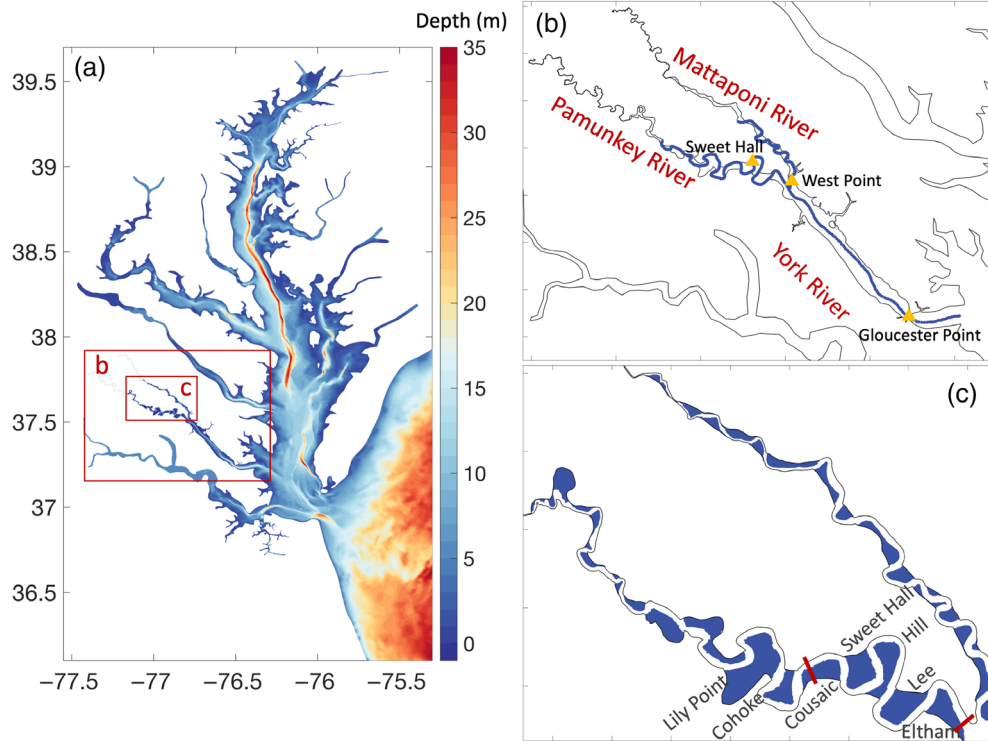 Depth (m)
(a)
39.5
39
38.5
38
37.5
37
36.5
−77.5
−77
−76.5
−76
−75.5
35
30
25
20
15
10
5
0
b
c
(b)
Mattaponi River
Pamunkey River
Sweet Hall
West Point
York River
Gloucester Point
(c)
Sweet Hall
Hill
Lee
Lily Point
Cohoke
Cousaic
Eltham